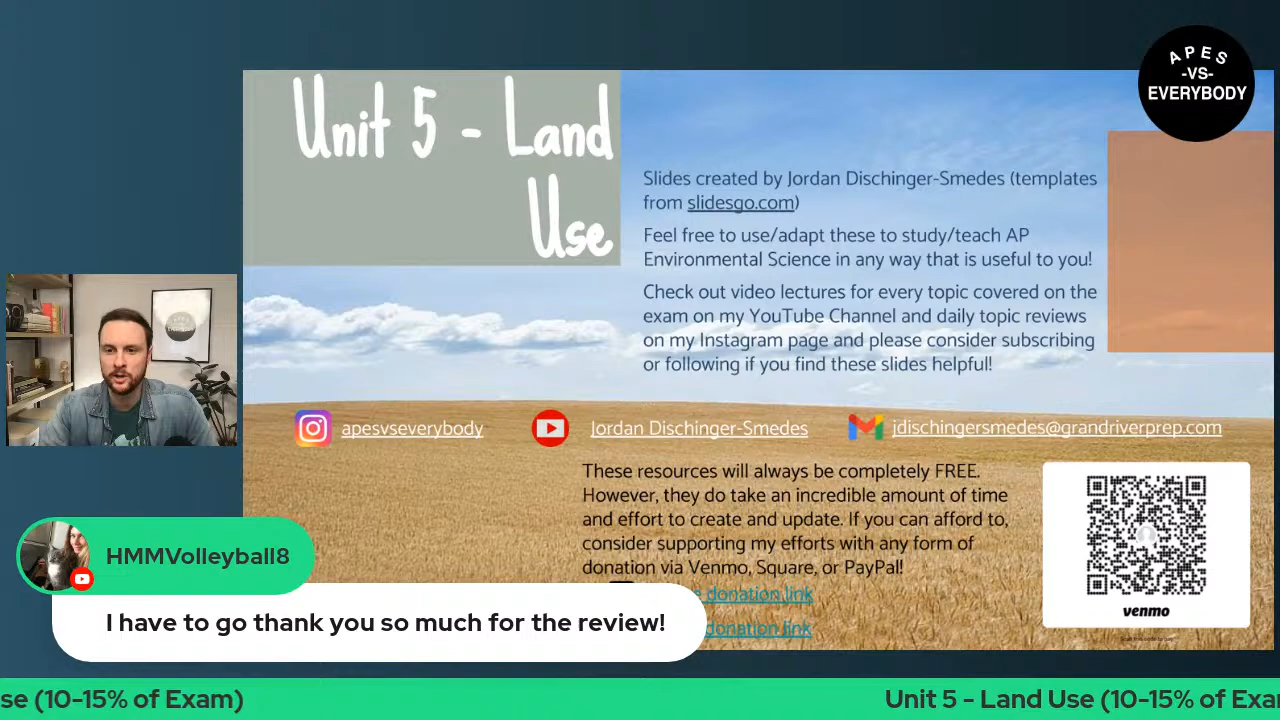 APES
-VS-
EVERYBODY
Unit 5 - Land
Use
Slides created by Jordan Dischinger-Smedes (templates
from slidesgo.com)
Feel free to use/adapt these to study/teach AP
Environmental Science in any way that is useful to you!
Check out video lectures for every topic covered on the
exam on my YouTube Channel and daily topic reviews
on my Instagram page and please consider subscribing
or following if you find these slides helpful!
apesvseverybody
Jordan Dischinger-Smedes
jdischingersmedes@grandriverprep.com
These resources will always be completely FREE.
However, they do take an incredible amount of time
and effort to create and update. If you can afford to,
consider supporting my efforts with any form of
donation via Venmo, Square, or PayPal!
donation link
donation link
venmo
HMMVolleyball8
I have to go thank you so much for the review!
se (10-15% of Exam)
Unit 5 - Land Use (10-15% of Exa